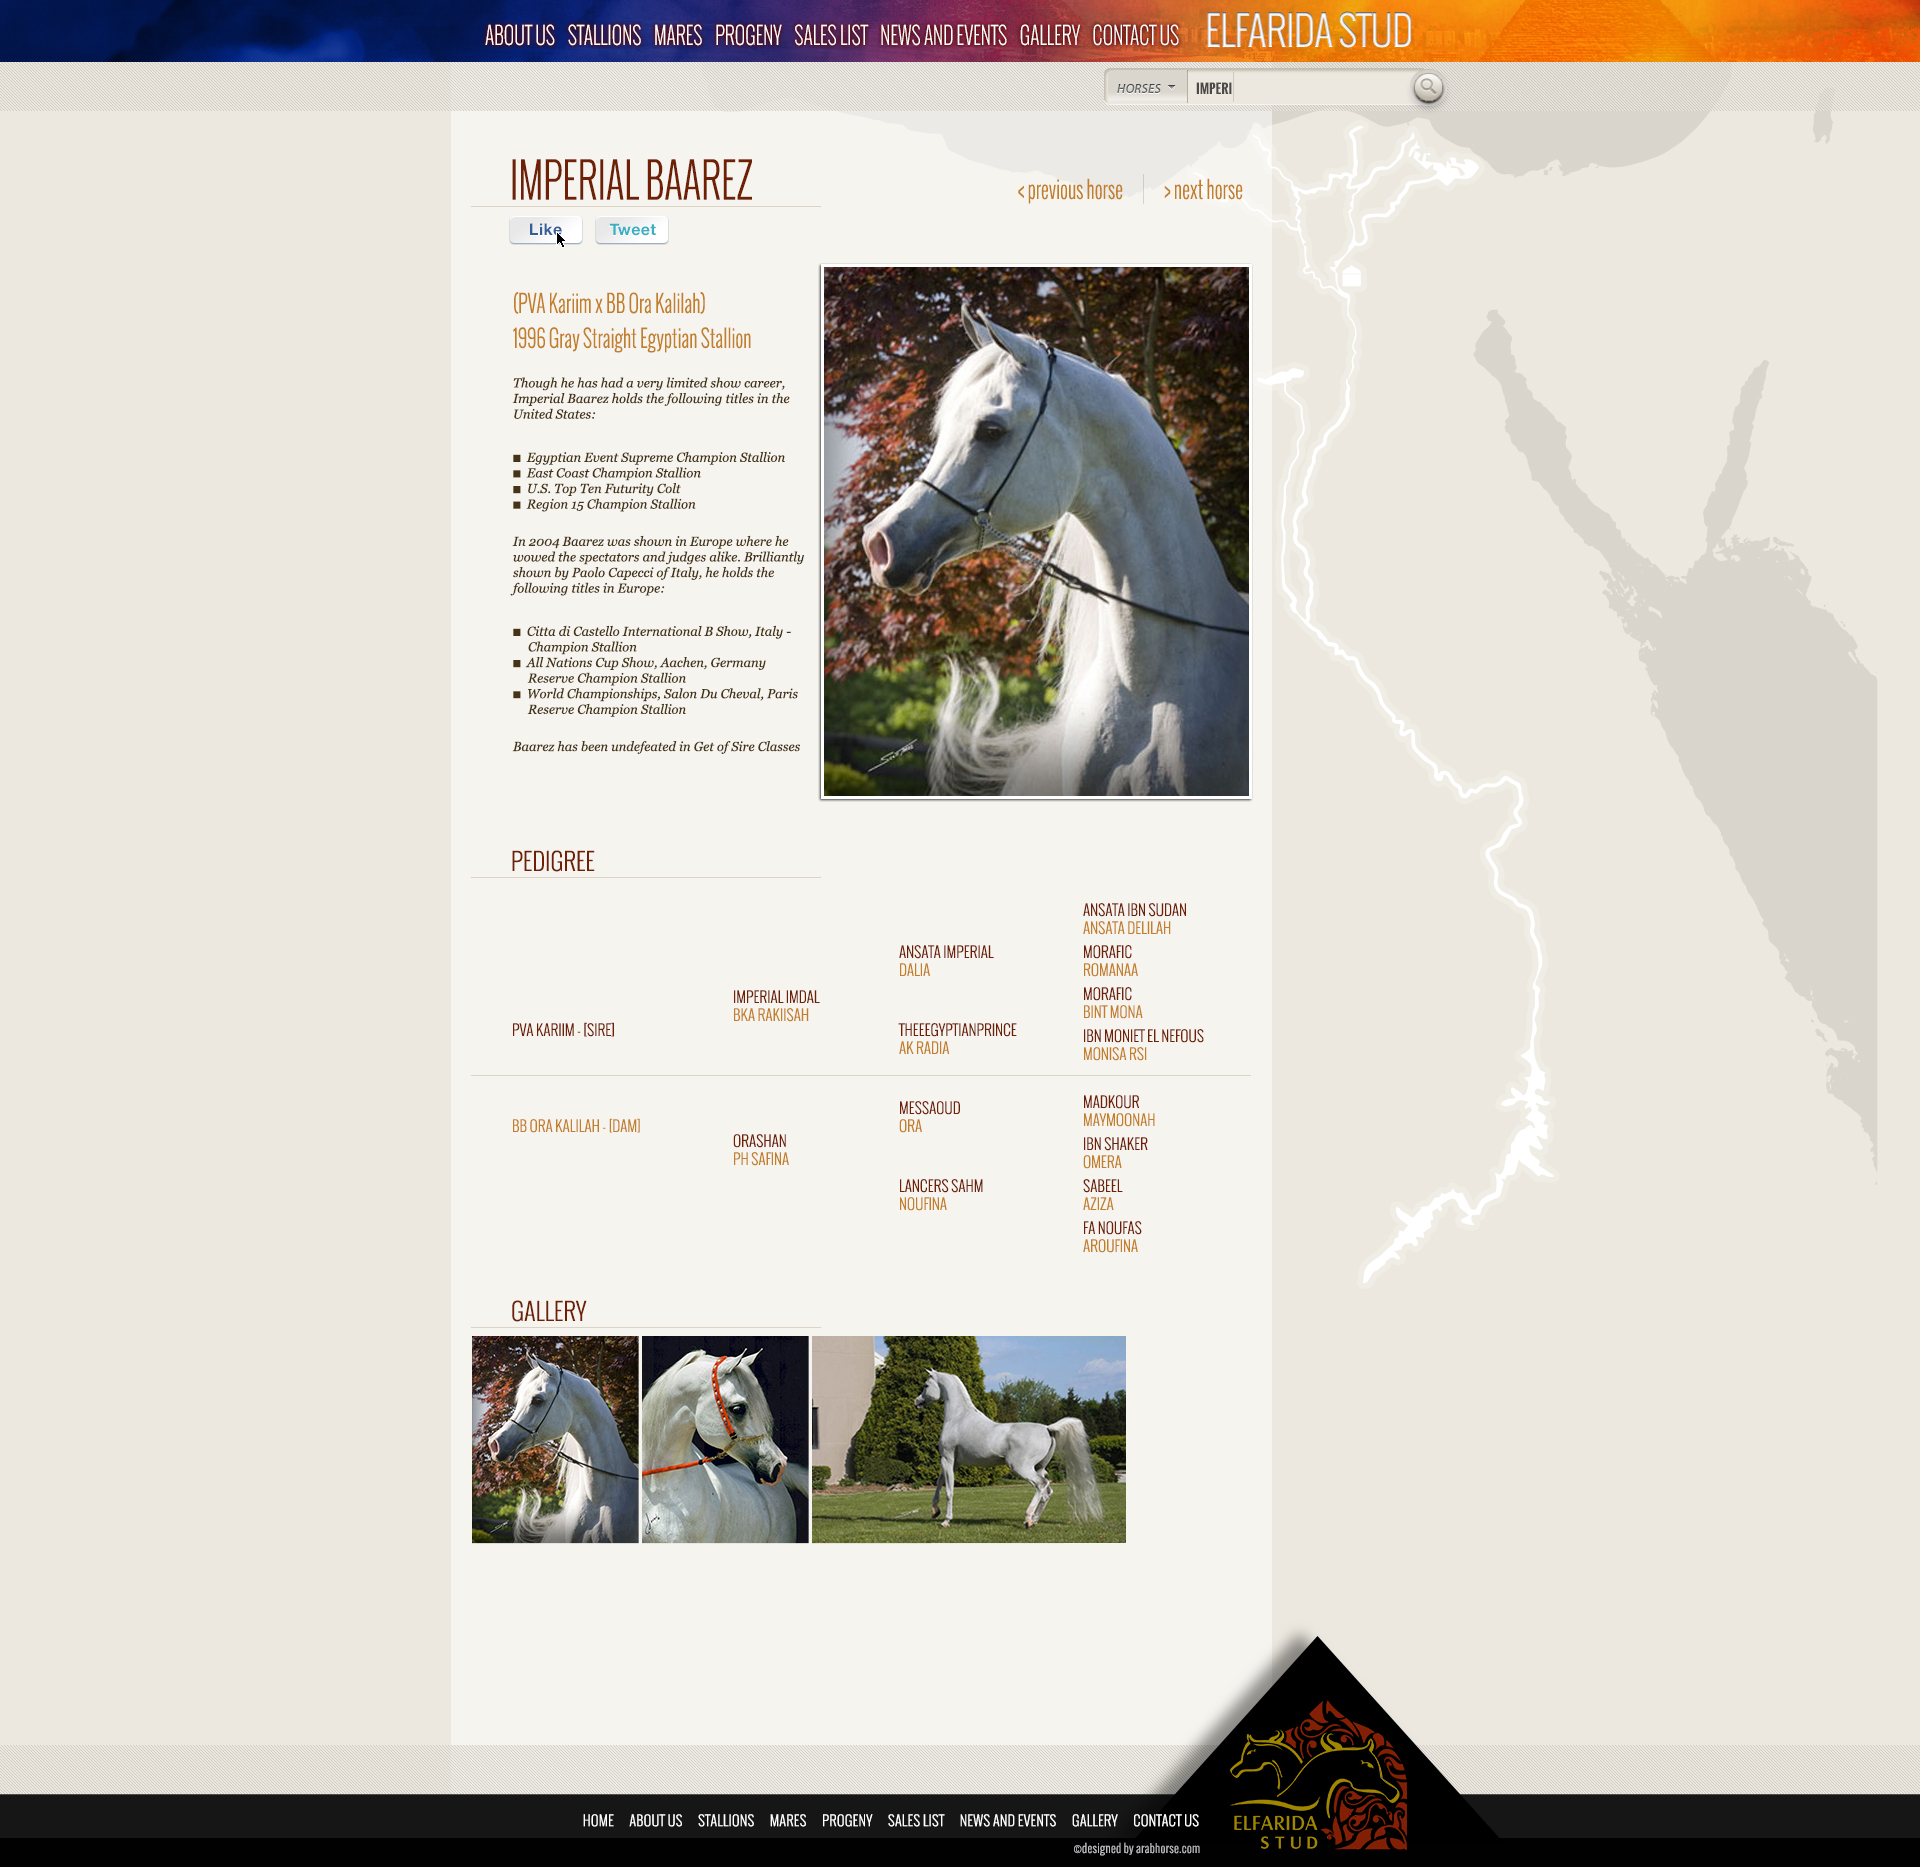 ABOUT US STALLIONS MARES PROGENY SALES LIST NEWS AND EVENTS GALLERY CONTACT US ELFARIDA STUD
HORSES IMPERI
IMPERIAL BAAREZ
< previous horse > next horse
Like Tweet
(PVA Kariim x BB Ora Kalilah)
1996 Gray Straight Egyptian Stallion
Though he has had a very limited show career,
Imperial Baarez holds the following titles in the
United States:
■ Egyptian Event Supreme Champion Stallion
■ East Coast Champion Stallion
■ U.S. Top Ten Futurity Colt
■ Region 15 Champion Stallion
In 2004 Baarez was shown in Europe where he
wowed the spectators and judges alike. Brilliantly
shown by Paolo Capecci of Italy, he holds the
following titles in Europe:
■ Citta di Castello International B Show, Italy -
Champion Stallion
■ All Nations Cup Show, Aachen, Germany
Reserve Champion Stallion
■ World Championships, Salon Du Cheval, Paris
Reserve Champion Stallion
Baarez has been undefeated in Get of Sire Classes
PEDIGREE
PVA KARIIM - [SIRE]
IMPERIAL IMDAL
BKA RAKIISAH
ANSATA IMPERIAL
DALIA
THEEEGYPTIANPRINCE
AK RADIA
ANSATA IBN SUDAN
ANSATA DELILAH
MORAFIC
ROMANAA
MORAFIC
BINT MONA
IBN MONIET EL NEFOUS
MONISA RSI
BB ORA KALILAH - [DAM]
ORASHAN
PH SAFINA
MESSAOUD
ORA
LANCERS SAHM
NOUFINA
MADKOUR
MAYMOONAH
IBN SHAKER
OMERA
SABEEL
AZIZA
FA NOUFAS
AROUFINA
GALLERY
ELFARIDA
STUD
HOME ABOUT US STALLIONS MARES PROGENY SALES LIST NEWS AND EVENTS GALLERY CONTACT US
©designed by arabhorse.com